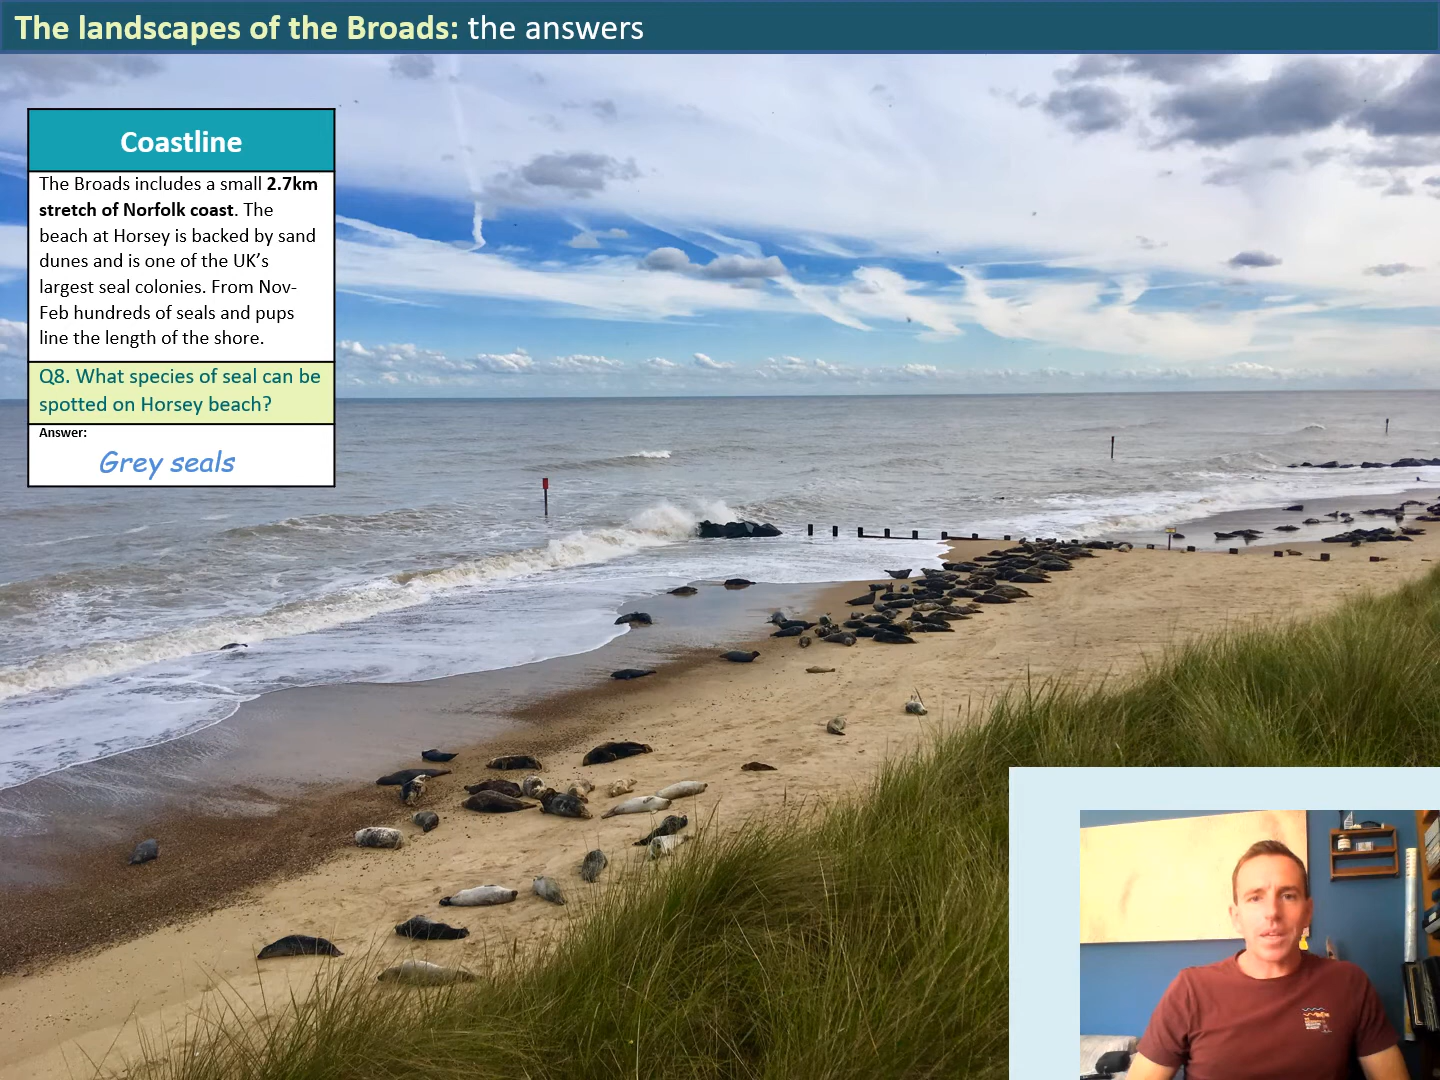 The landscapes of the Broads: the answers
Coastline
The Broads includes a small 2.7km
stretch of Norfolk coast. The
beach at Horsey is backed by sand
dunes and is one of the UK’s
largest seal colonies. From Nov-
Feb hundreds of seals and pups
line the length of the shore.
Q8. What species of seal can be
spotted on Horsey beach?
Answer:
Grey seals